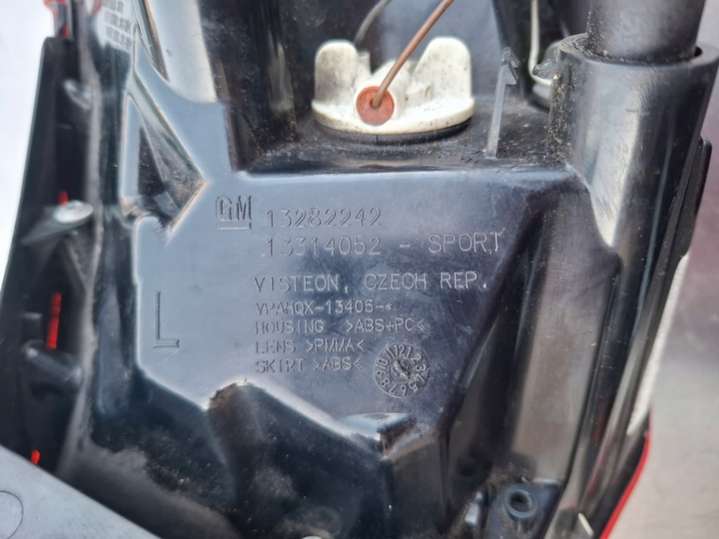 GM 13282242
13314052 - SPORT
VISTEON, CZECH REP.
HOUSING >ABS+PC<
LENS >PMMA<
SKIRT >ABS<
L